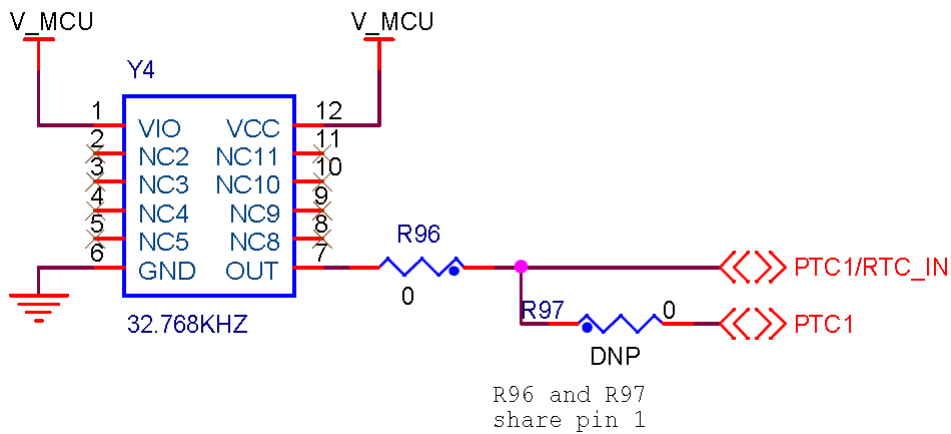 V_MCU V_MCU
Y4
1 VIO VCC 12
2 NC2 NC11 11
3 NC3 NC10 10
4 NC4 NC9 9
5 NC5 NC8 8
6 GND OUT 7
32.768KHZ
R96
0
PTC1/RTC_IN
R97 0
DNP
PTC1
R96 and R97
share pin 1